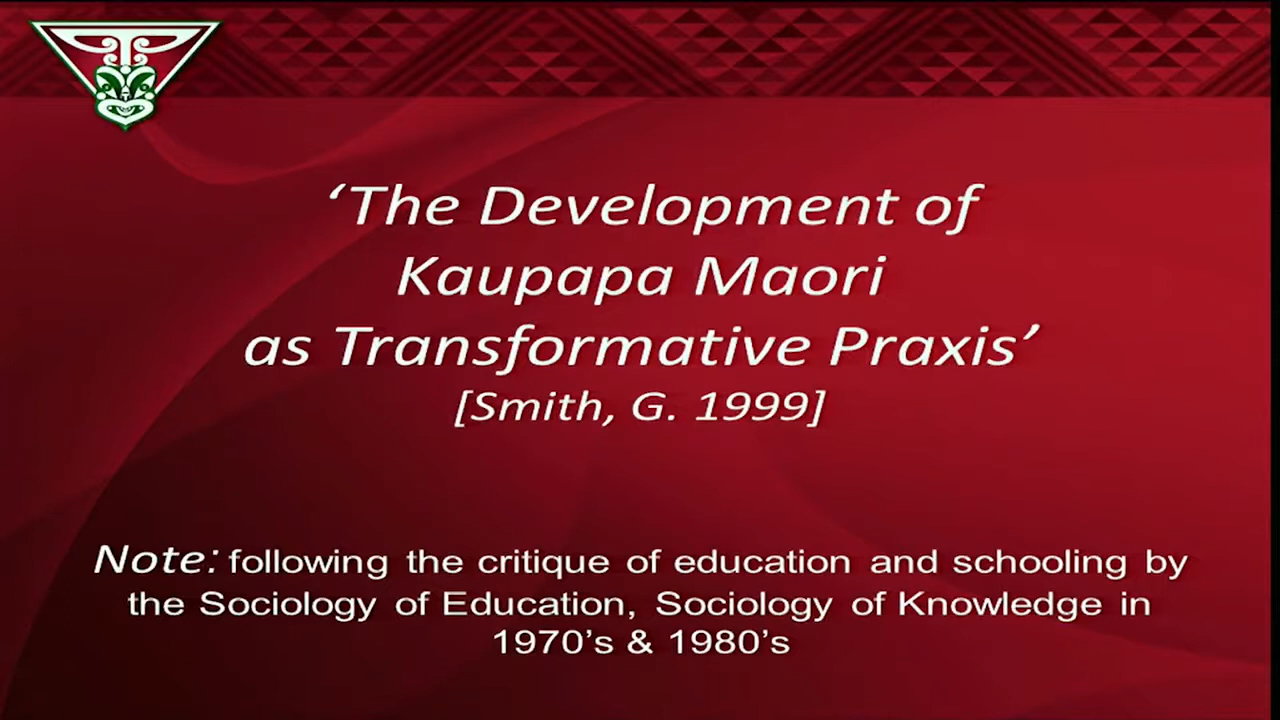 ‘The Development of
Kaupapa Maori
as Transformative Praxis’
[Smith, G. 1999]
Note: following the critique of education and schooling by
the Sociology of Education, Sociology of Knowledge in
1970’s & 1980’s